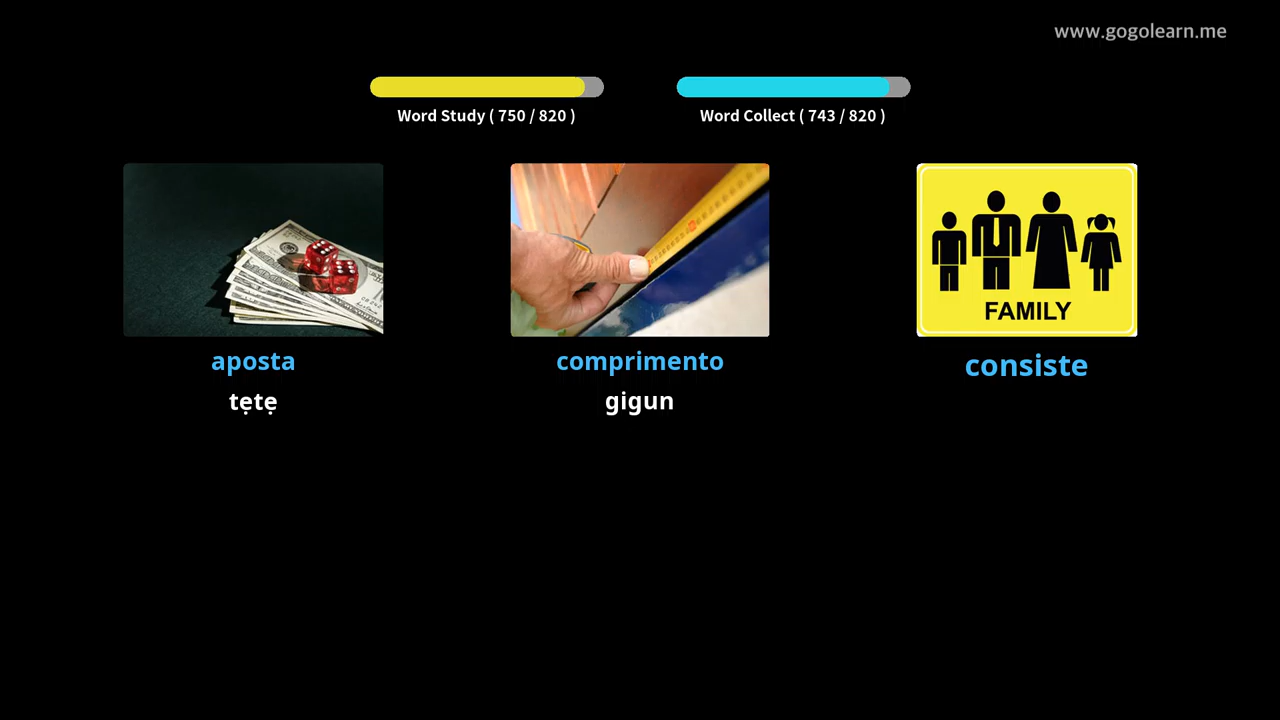 www.gogolearn.me
Word Study ( 750 / 820 )
Word Collect ( 743 / 820 )
FAMILY
aposta
comprimento
consiste
tẹtẹ
gigun